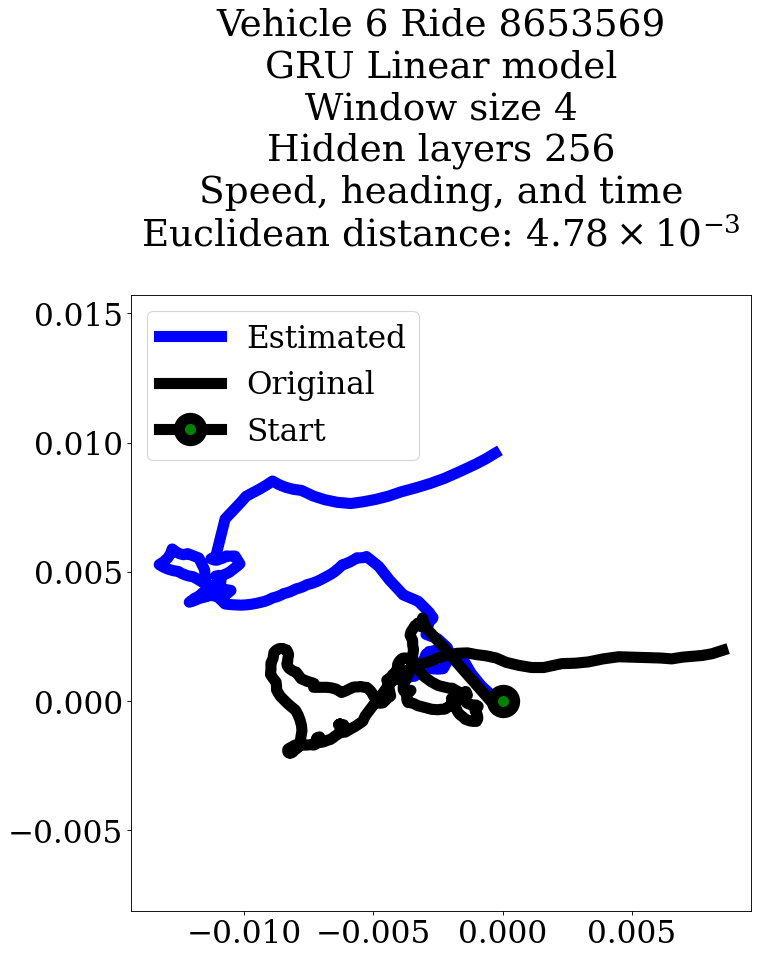 Vehicle 6 Ride 8653569
GRU Linear model
Window size 4
Hidden layers 256
Speed, heading, and time
Euclidean distance: 4.78 × 10⁻³
0.015
0.010
0.005
0.000
−0.005
Estimated
Original
Start
−0.010 −0.005 0.000 0.005